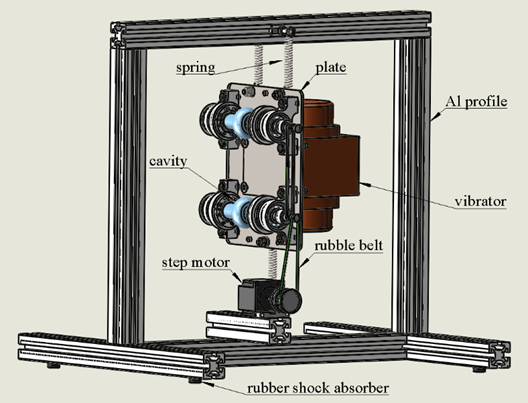 spring
plate
Al profile
cavity
vibrator
rubble belt
step motor
rubber shock absorber